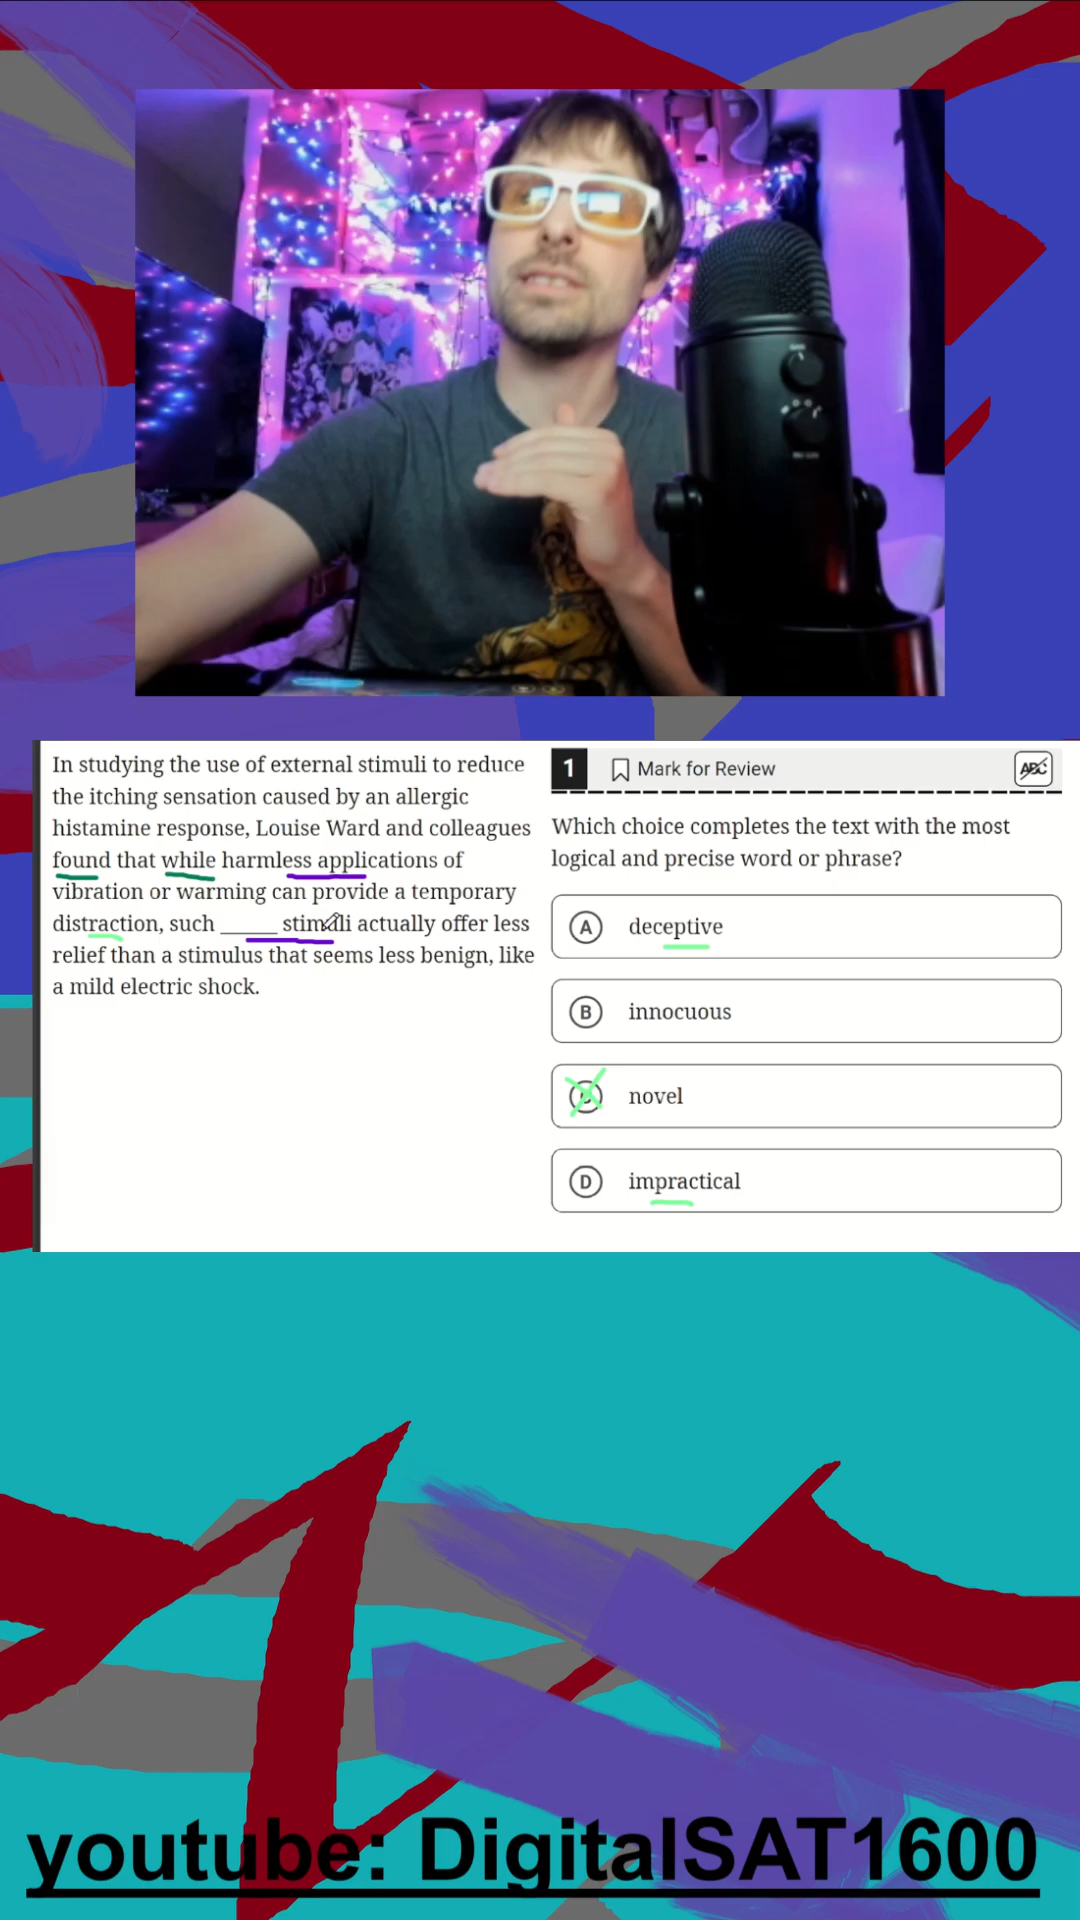 In studying the use of external stimuli to reduce
the itching sensation caused by an allergic
histamine response, Louise Ward and colleagues
found that while harmless applications of
vibration or warming can provide a temporary
distraction, such ______ stimuli actually offer less
relief than a stimulus that seems less benign, like
a mild electric shock.
1 Mark for Review ABC
Which choice completes the text with the most
logical and precise word or phrase?
A deceptive
B innocuous
C novel
D impractical
youtube: DigitalSAT1600